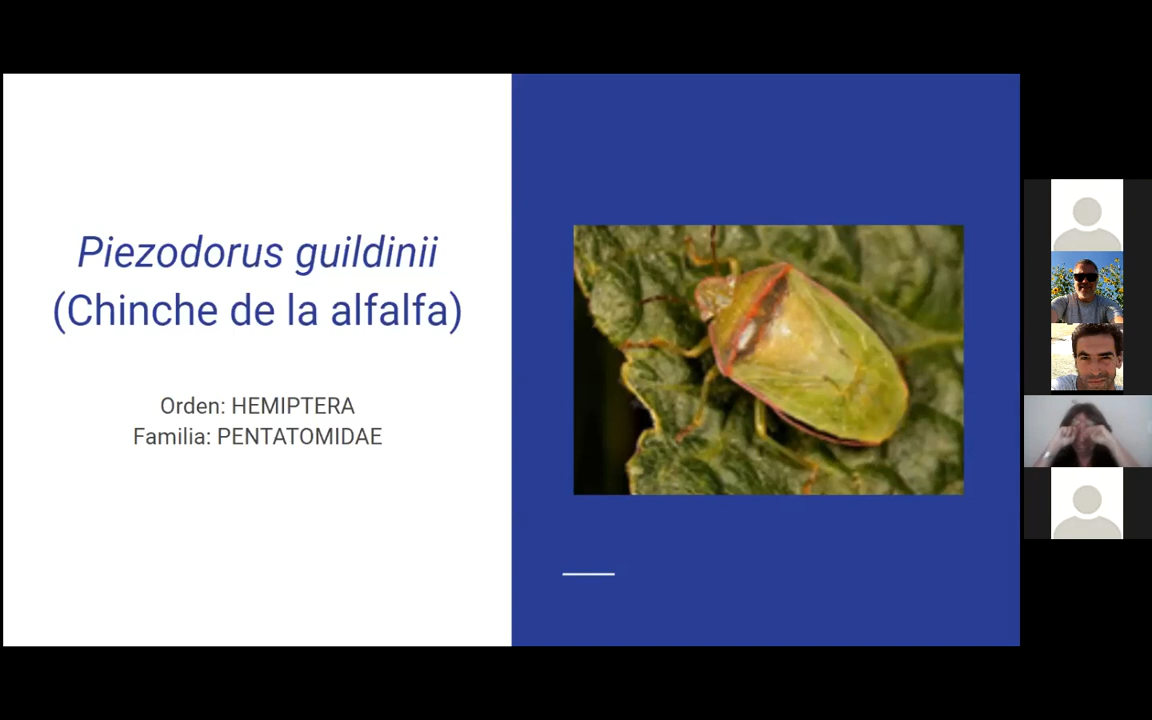 Piezodorus guildinii
(Chinche de la alfalfa)
Orden: HEMIPTERA
Familia: PENTATOMIDAE